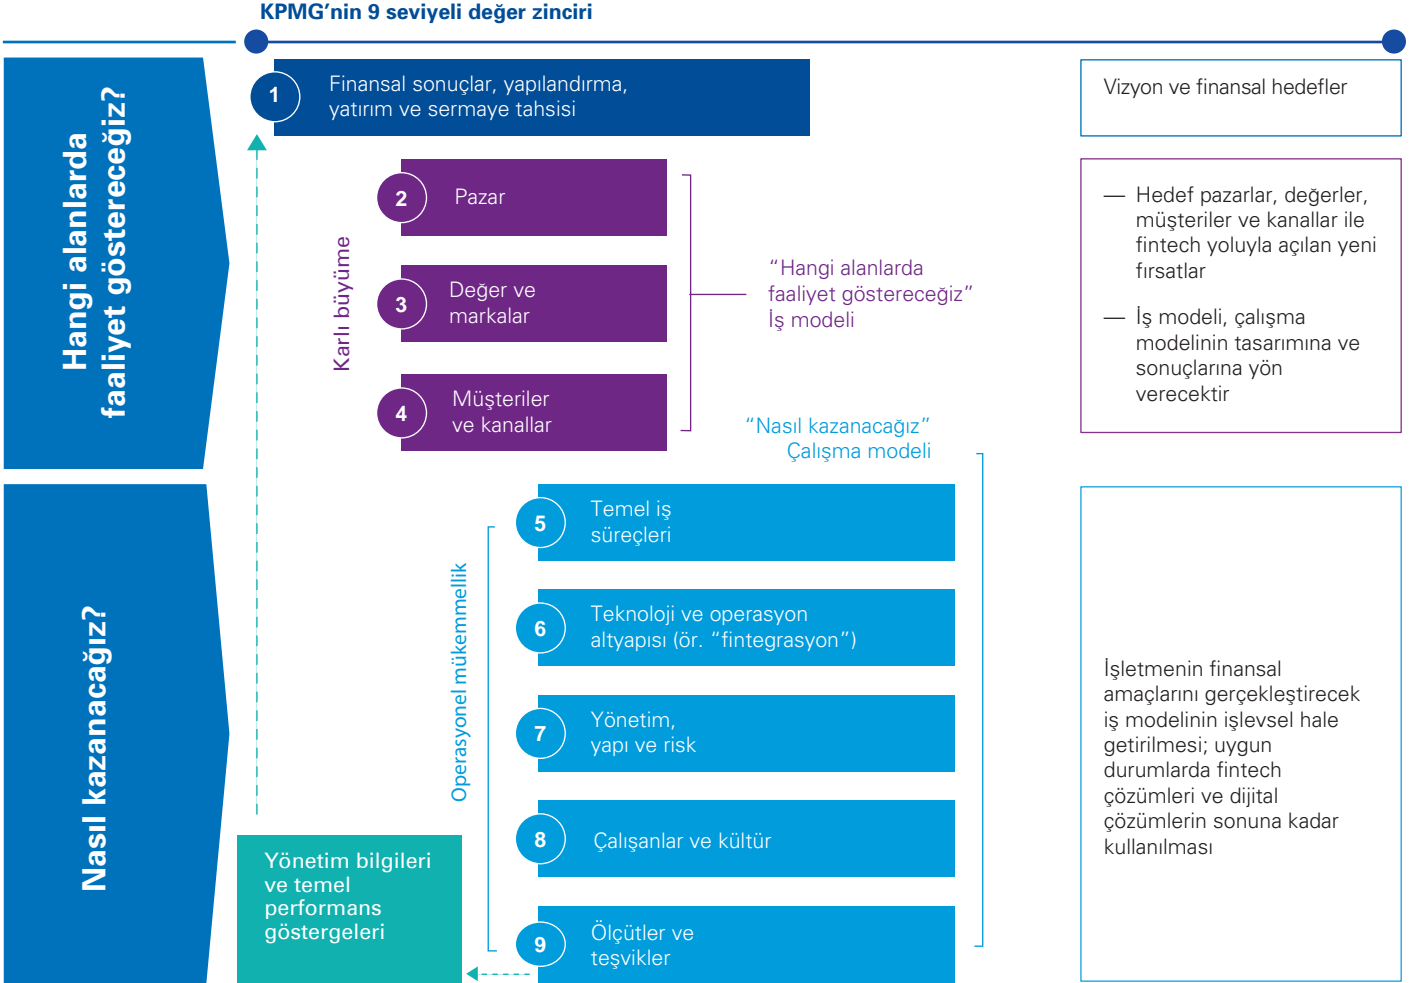 KPMG’nin 9 seviyeli değer zinciri
Hangi alanlarda
faaliyet göstereceğiz?
1
Finansal sonuçlar, yapılandırma,
yatırım ve sermaye tahsisi
Vizyon ve finansal hedefler
Karlı büyüme
2
Pazar
3
Değer ve
markalar
4
Müşteriler
ve kanallar
“Hangi alanlarda
faaliyet göstereceğiz”
İş modeli
— Hedef pazarlar, değerler,
müşteriler ve kanallar ile
fintech yoluyla açılan yeni
fırsatlar
— İş modeli, çalışma
modelinin tasarımına ve
sonuçlarına yön
verecektir
Nasıl kazanacağız?
“Nasıl kazanacağız”
Çalışma modeli
Operasyonel mükemmellik
5
Temel iş
süreçleri
6
Teknoloji ve operasyon
altyapısı (ör. “fintegrasyon”)
7
Yönetim,
yapı ve risk
8
Çalışanlar ve kültür
9
Ölçütler ve
teşvikler
Yönetim bilgileri
ve temel
performans
göstergeleri
İşletmenin finansal
amaçlarını gerçekleştirecek
iş modelinin işlevsel hale
getirilmesi; uygun
durumlarda fintech
çözümleri ve dijital
çözümlerin sonuna kadar
kullanılması